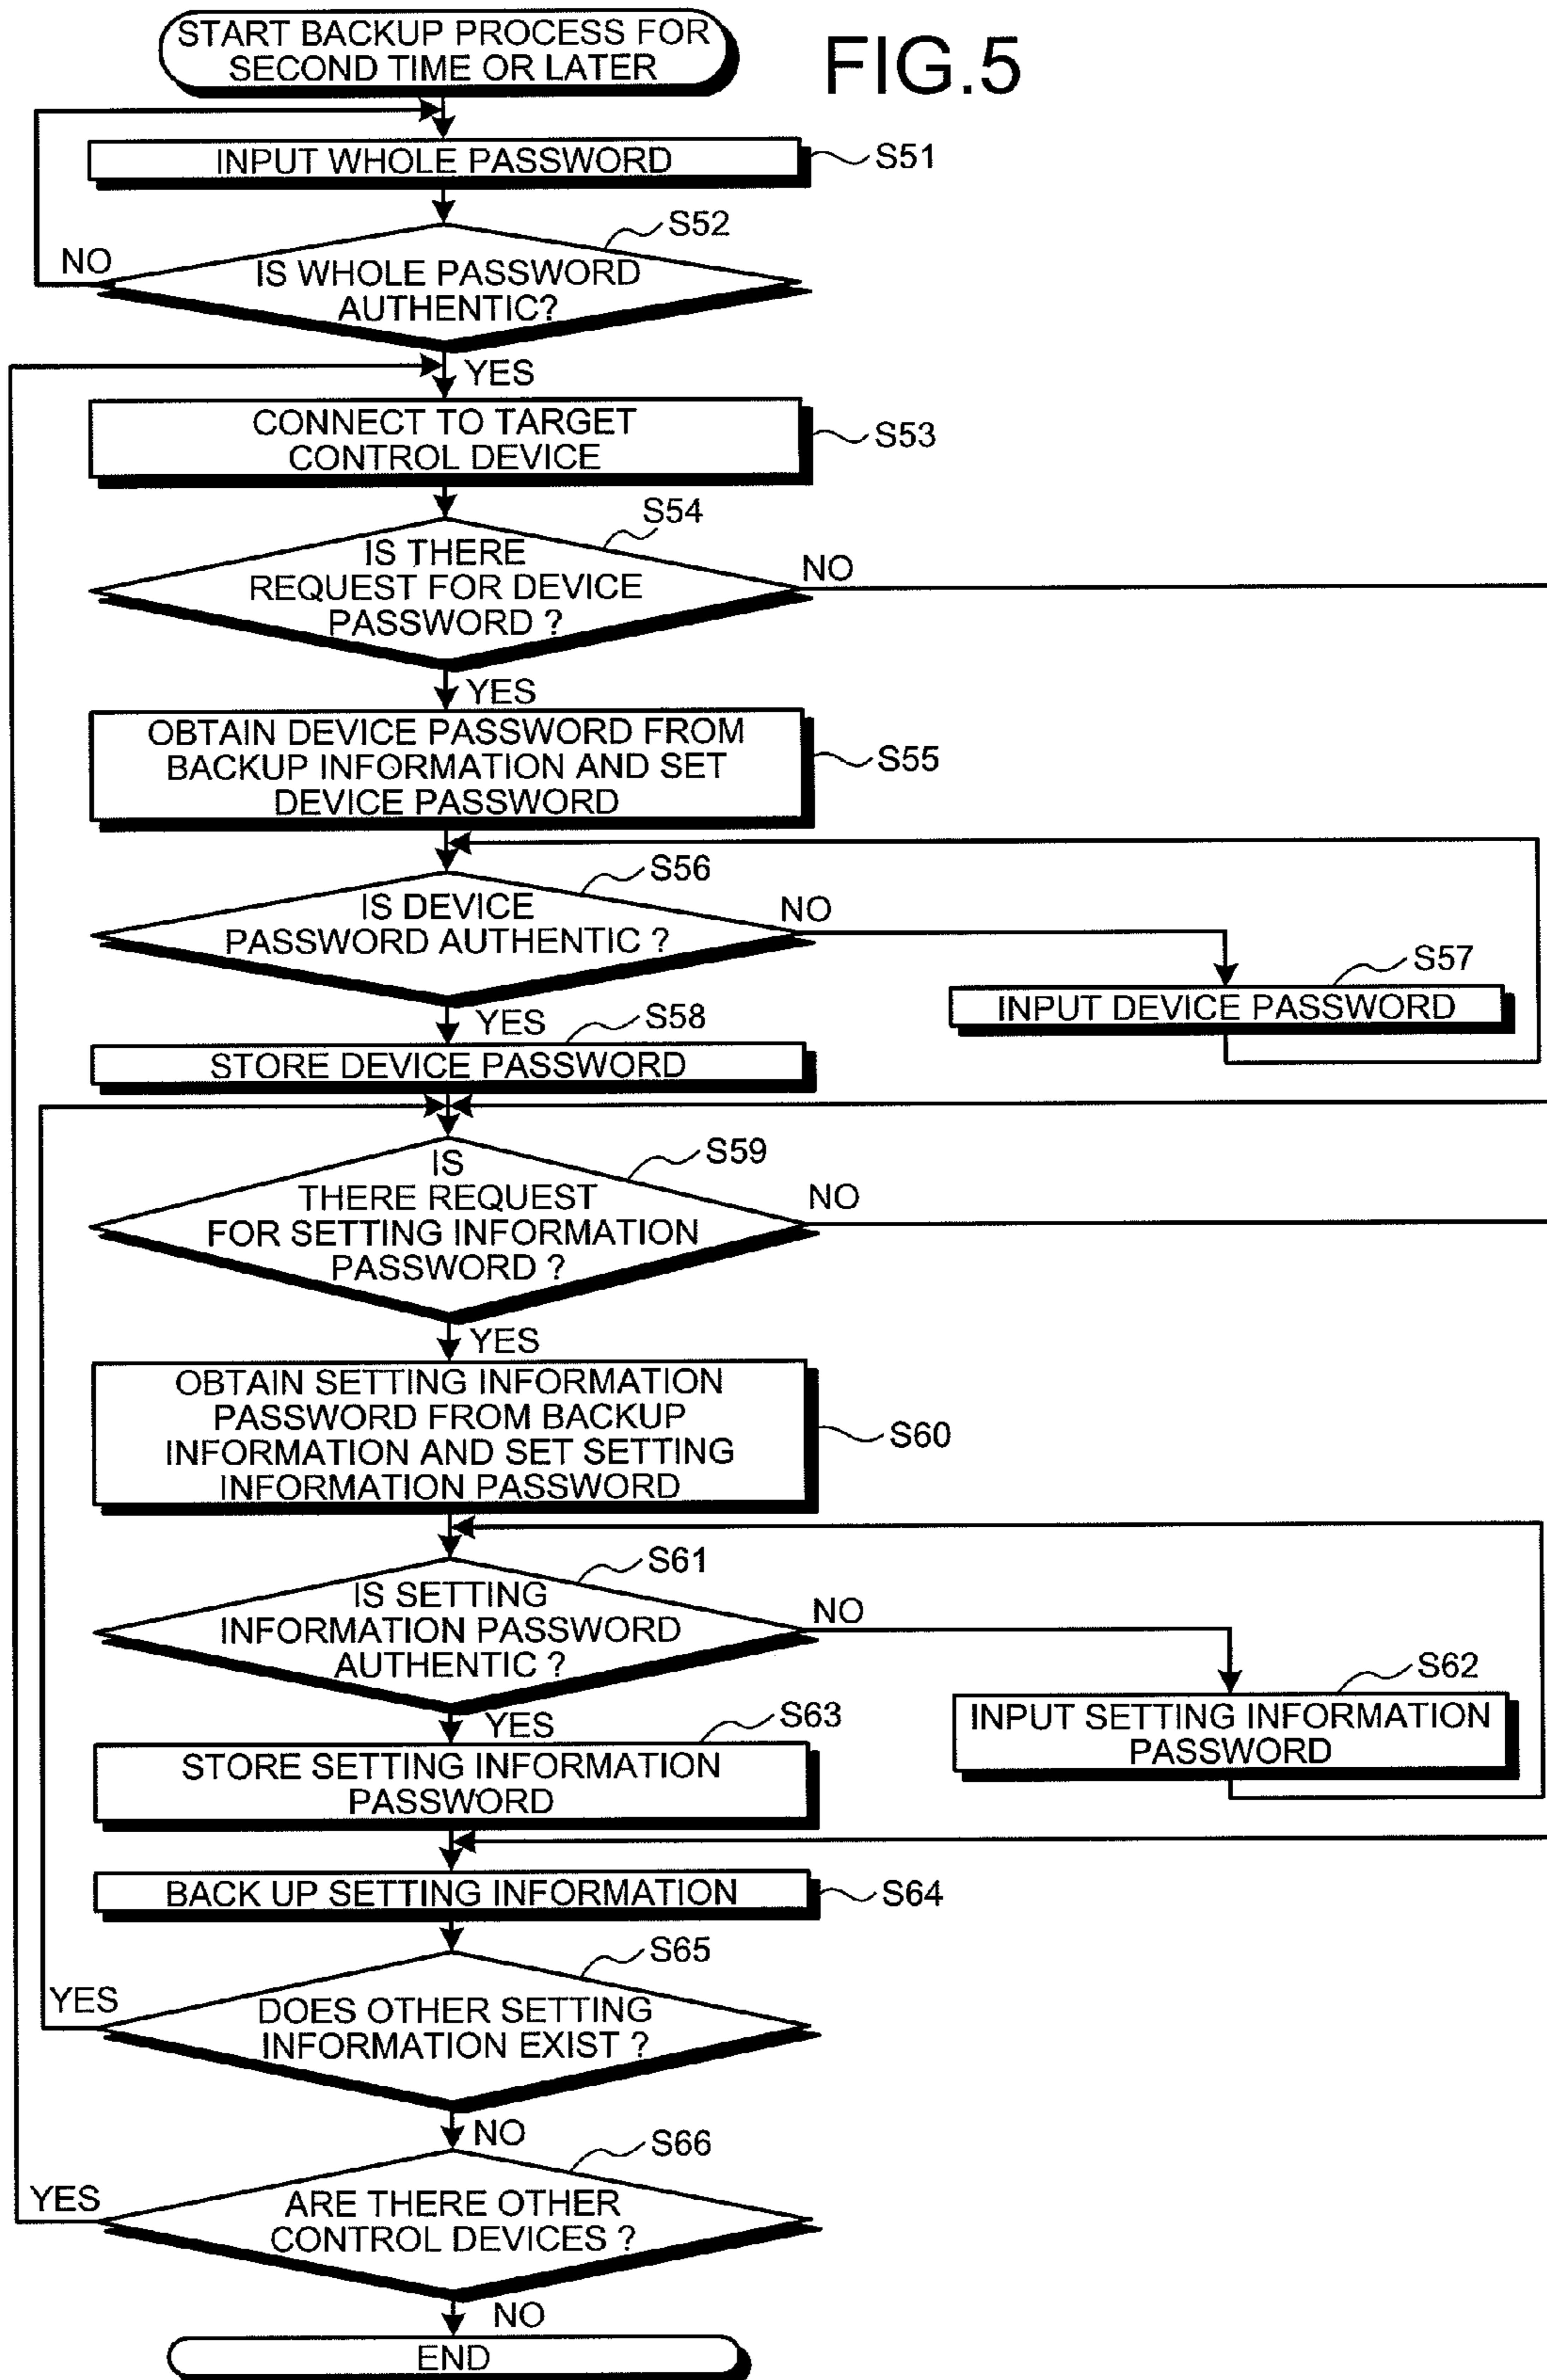 START BACKUP PROCESS FOR
SECOND TIME OR LATER
FIG.5
INPUT WHOLE PASSWORD
S51
S52
NO
IS WHOLE PASSWORD
AUTHENTIC?
YES
CONNECT TO TARGET
CONTROL DEVICE
S53
S54
IS THERE
REQUEST FOR DEVICE
PASSWORD ?
NO
YES
OBTAIN DEVICE PASSWORD FROM
BACKUP INFORMATION AND SET
DEVICE PASSWORD
S55
S56
IS DEVICE
PASSWORD AUTHENTIC ?
NO
S57
INPUT DEVICE PASSWORD
YES
S58
STORE DEVICE PASSWORD
S59
IS
THERE REQUEST
FOR SETTING INFORMATION
PASSWORD ?
NO
YES
OBTAIN SETTING INFORMATION
PASSWORD FROM BACKUP
INFORMATION AND SET SETTING
INFORMATION PASSWORD
S60
S61
IS SETTING
INFORMATION PASSWORD
AUTHENTIC ?
NO
S62
INPUT SETTING INFORMATION
PASSWORD
YES
S63
STORE SETTING INFORMATION
PASSWORD
BACK UP SETTING INFORMATION
S64
S65
YES
DOES OTHER SETTING
INFORMATION EXIST ?
NO
S66
YES
ARE THERE OTHER
CONTROL DEVICES ?
NO
END